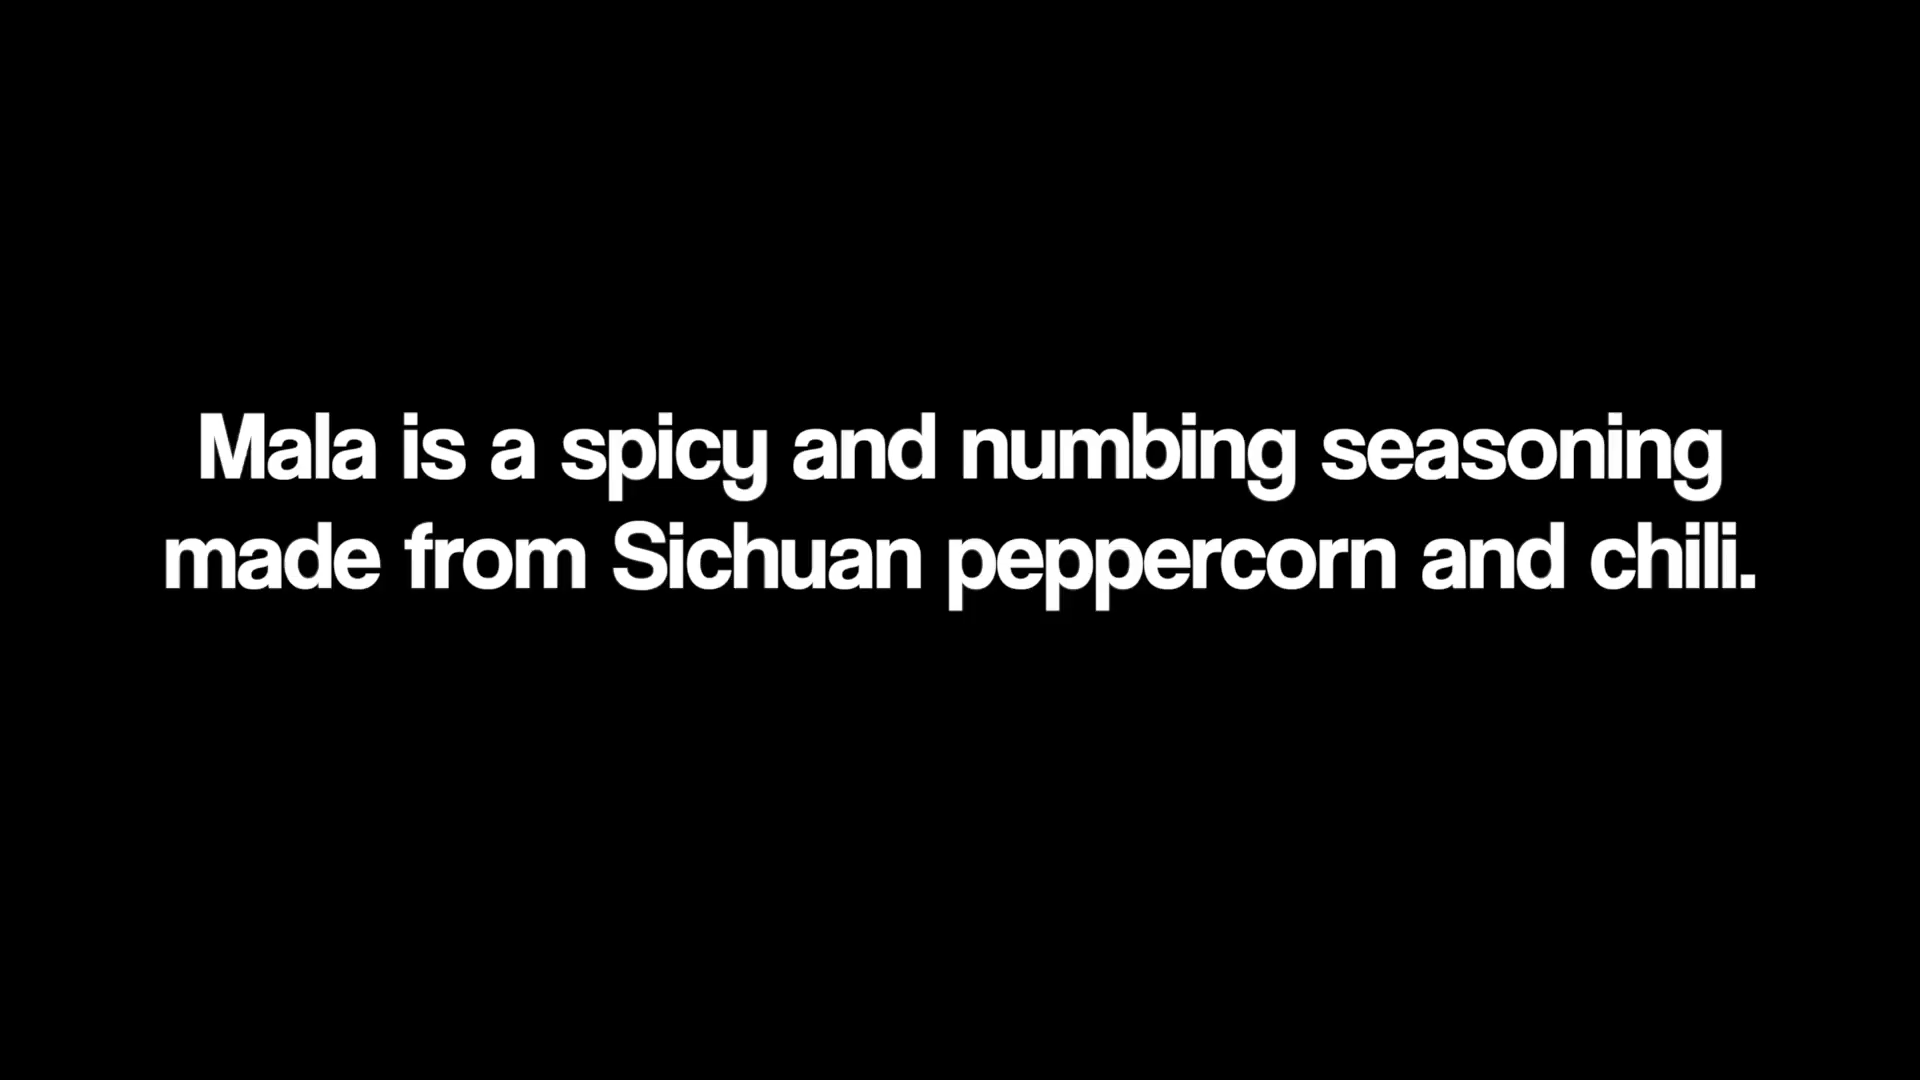 Mala is a spicy and numbing seasoning
made from Sichuan peppercorn and chili.